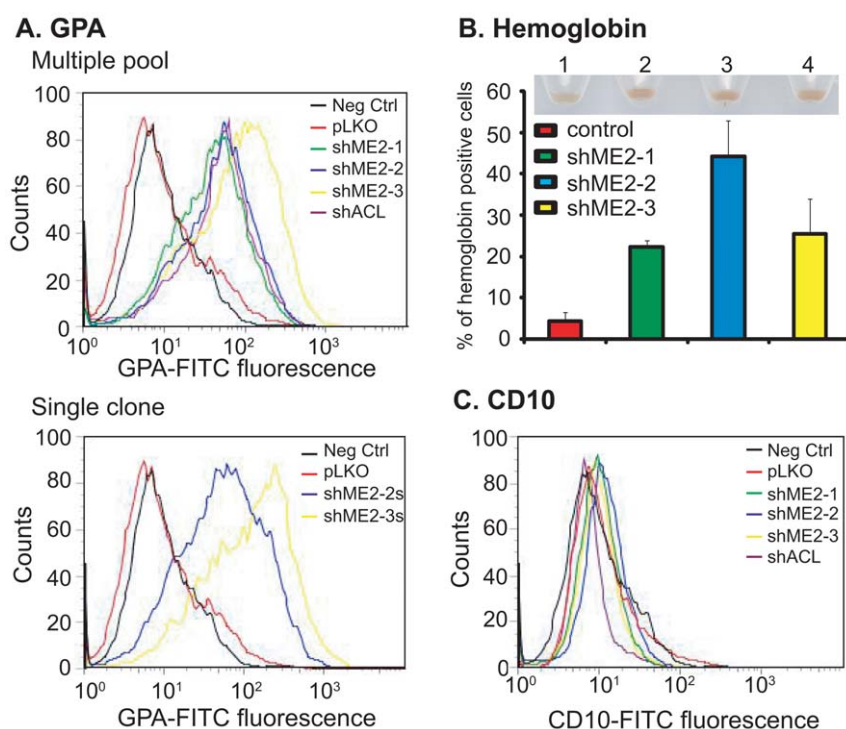 A. GPA
Multiple pool
100
80
60
40
20
0
Counts
10⁰ 10¹ 10² 10³
GPA-FITC fluorescence
Neg Ctrl
pLKO
shME2-1
shME2-2
shME2-3
shACL
Single clone
100
80
60
40
20
0
Counts
10⁰ 10¹ 10² 10³
GPA-FITC fluorescence
Neg Ctrl
pLKO
shME2-2s
shME2-3s
B. Hemoglobin
1 2 3 4
60
50
40
30
20
10
0
% of hemoglobin positive cells
control
shME2-1
shME2-2
shME2-3
C. CD10
100
80
60
40
20
0
Counts
10⁰ 10¹ 10² 10³
CD10-FITC fluorescence
Neg Ctrl
pLKO
shME2-1
shME2-2
shME2-3
shACL